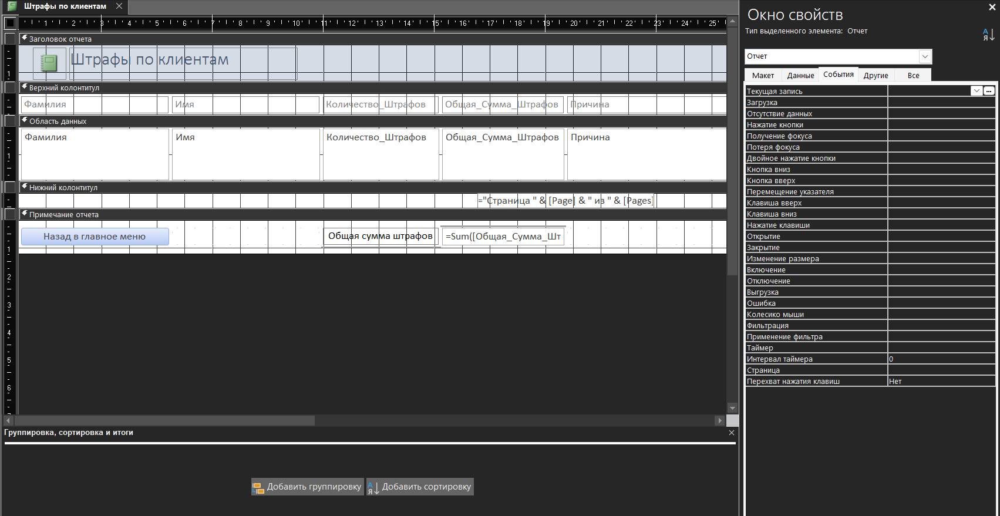 Штрафы по клиентам
1 2 3 4 5 6 7 8 9 10 11 12 13 14 15 16 17 18 19 20 21 22 23 24 25
Заголовок отчета
Штрафы по клиентам
1
Верхний колонтитул
Фамилия Имя Количество_Штрафов Общая_Сумма_Штрафов Причина
Область данных
Фамилия Имя Количество_Штрафов Общая_Сумма_Штрафов Причина
1
Нижний колонтитул
="Страница " & [Page] & " из " & [Pages]
Примечание отчета
Назад в главное меню Общая сумма штрафов =Sum([Общая_Сумма_Шт
1
2
3
4
5
6
Группировка, сортировка и итоги
Добавить группировку Добавить сортировку
Окно свойств
Тип выделенного элемента: Отчет
А
Я
Отчет
Макет Данные События Другие Все
Текущая запись
Загрузка
Отсутствие данных
Нажатие кнопки
Получение фокуса
Потеря фокуса
Двойное нажатие кнопки
Кнопка вниз
Кнопка вверх
Перемещение указателя
Клавиша вверх
Клавиша вниз
Нажатие клавиши
Открытие
Закрытие
Изменение размера
Включение
Отключение
Выгрузка
Ошибка
Колесико мыши
Фильтрация
Применение фильтра
Таймер
Интервал таймера 0
Страница
Перехват нажатия клавиш Нет